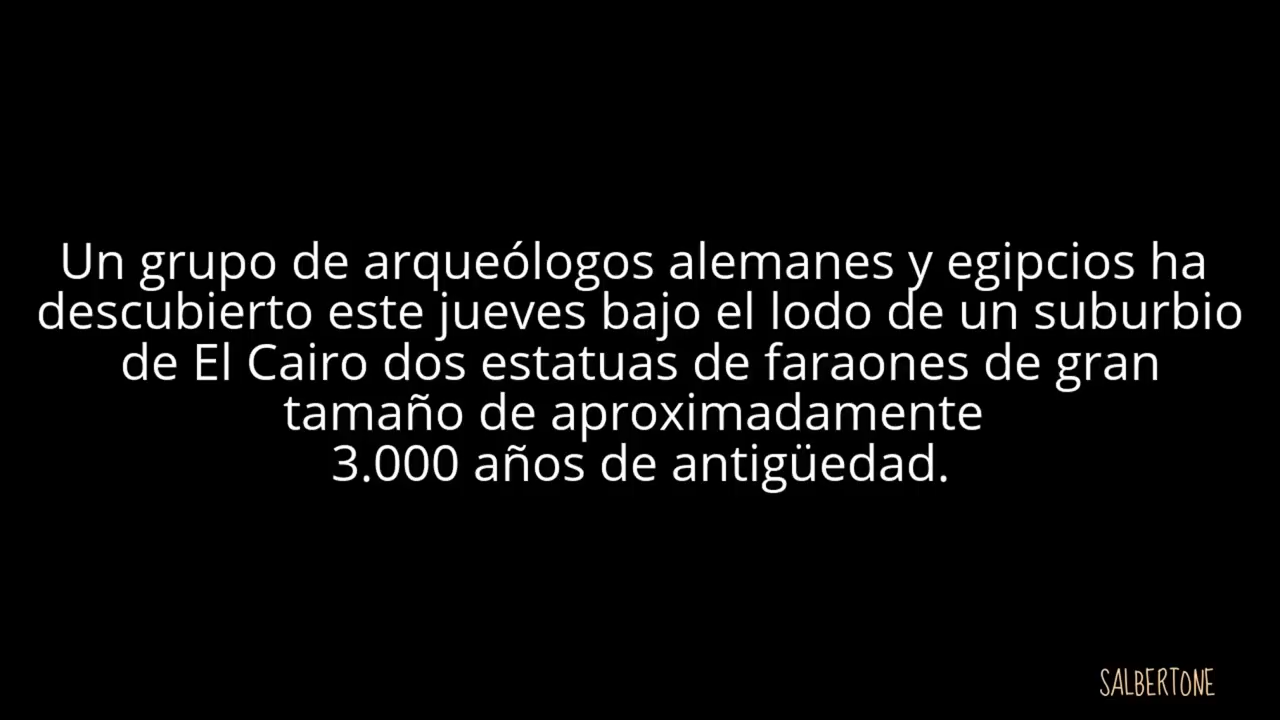 Un grupo de arqueólogos alemanes y egipcios ha
descubierto este jueves bajo el lodo de un suburbio
de El Cairo dos estatuas de faraones de gran
tamaño de aproximadamente
3.000 años de antigüedad.
SALBERTONE